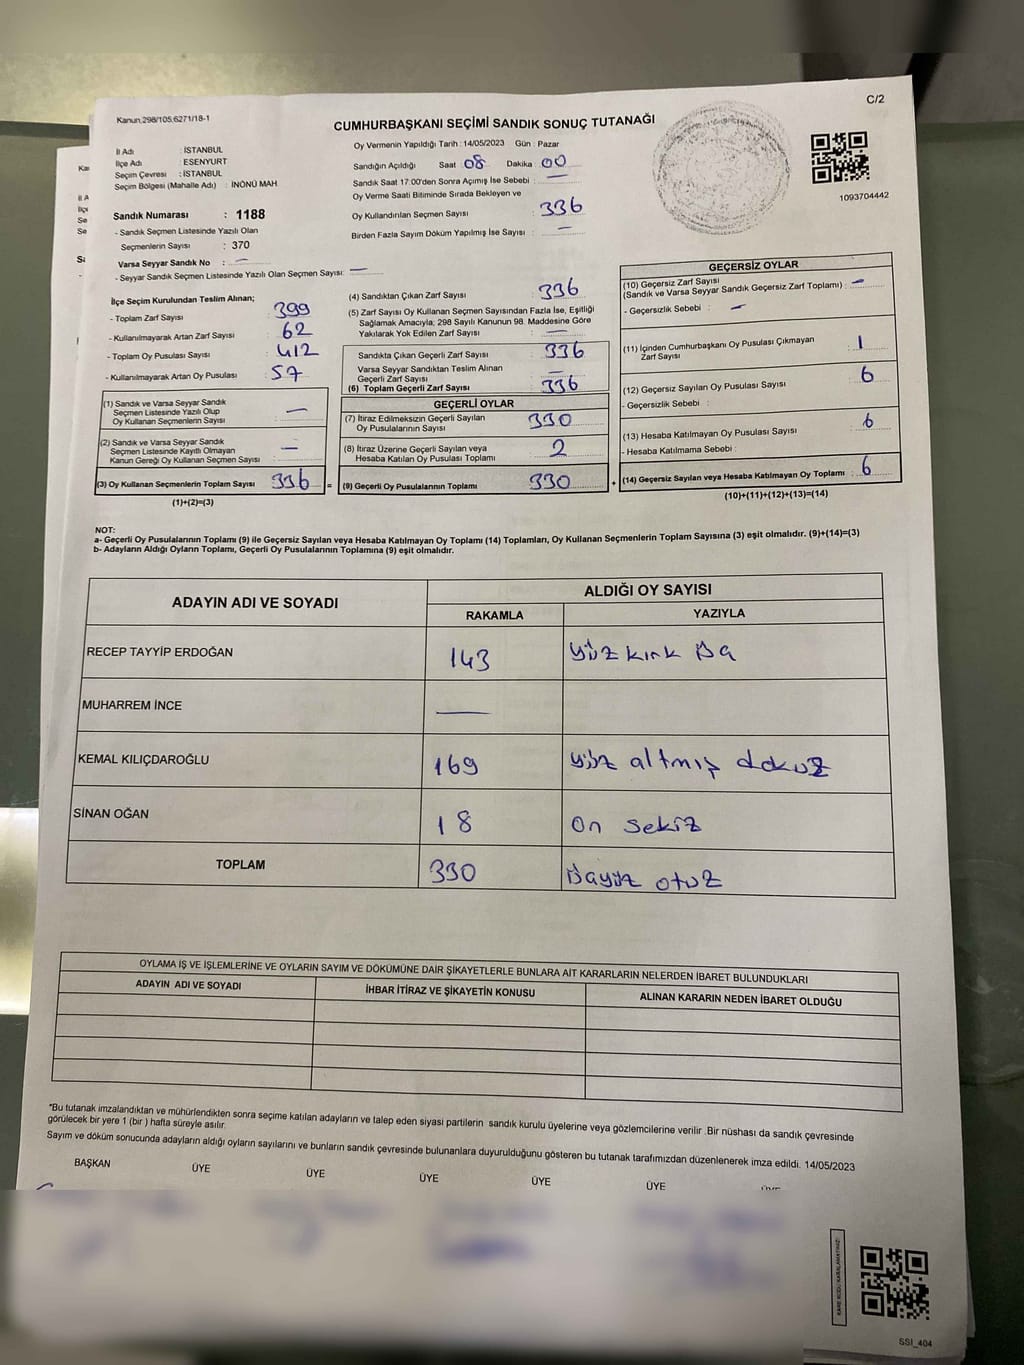 Kanun,298/105,6271/18-1
C/2
CUMHURBAŞKANI SEÇİMİ SANDIK SONUÇ TUTANAĞI
1093704442
İl Adı : İSTANBUL
İlçe Adı : ESENYURT
Seçim Çevresi : İSTANBUL
Seçim Bölgesi (Mahalle Adı) : İNÖNÜ MAH
Sandık Numarası : 1188
- Sandık Seçmen Listesinde Yazılı Olan
Seçmenlerin Sayısı : 370
Varsa Seyyar Sandık No : —
- Seyyar Sandık Seçmen Listesinde Yazılı Olan Seçmen Sayısı: —
Oy Vermenin Yapıldığı Tarih : 14/05/2023 Gün : Pazar
Sandığın Açıldığı Saat 08 Dakika : 00
Sandık Saat 17.00'den Sonra Açımış İse Sebebi : —
Oy Verme Saati Bitiminde Sırada Bekleyen ve
Oy Kullandırılan Seçmen Sayısı : 336
Birden Fazla Sayım Döküm Yapılmış İse Sayısı : —
İlçe Seçim Kurulundan Teslim Alınan;
- Toplam Zarf Sayısı : 399
- Kullanılmayarak Artan Zarf Sayısı : 62
- Toplam Oy Pusulası Sayısı : 412
- Kullanılmayarak Artan Oy Pusulası : 57
(1) Sandık ve Varsa Seyyar Sandık
Seçmen Listesinde Yazılı Olup
Oy Kullanan Seçmenlerin Sayısı : —
(2) Sandık ve Varsa Seyyar Sandık
Seçmen Listesinde Kayıtlı Olmayan
Kanun Gereği Oy Kullanan Seçmen Sayısı : —
(3) Oy Kullanan Seçmenlerin Toplam Sayısı : 336
(1)+(2)=(3)
(4) Sandıktan Çıkan Zarf Sayısı : 336
(5) Zarf Sayısı Oy Kullanan Seçmen Sayısından Fazla İse, Eşitliği
Sağlamak Amacıyla; 298 Sayılı Kanunun 98. Maddesine Göre
Yakılarak Yok Edilen Zarf Sayısı : —
Sandıkta Çıkan Geçerli Zarf Sayısı : 336
Varsa Seyyar Sandıktan Teslim Alınan
Geçerli Zarf Sayısı : —
(6) Toplam Geçerli Zarf Sayısı : 336
GEÇERLİ OYLAR
(7) İtiraz Edilmeksizin Geçerli Sayılan
Oy Pusulalarının Sayısı : 330
(8) İtiraz Üzerine Geçerli Sayılan veya
Hesaba Katılan Oy Pusulası Toplamı : 2
= (9) Geçerli Oy Pusulalarının Toplamı : 330 +
GEÇERSİZ OYLAR
(10) Geçersiz Zarf Sayısı
(Sandık ve Varsa Seyyar Sandık Geçersiz Zarf Toplamı) : —
- Geçersizlik Sebebi : —
(11) İçinden Cumhurbaşkanı Oy Pusulası Çıkmayan
Zarf Sayısı : 1
(12) Geçersiz Sayılan Oy Pusulası Sayısı : 6
- Geçersizlik Sebebi :
(13) Hesaba Katılmayan Oy Pusulası Sayısı : 6
- Hesaba Katılmama Sebebi :
(14) Geçersiz Sayılan veya Hesaba Katılmayan Oy Toplamı : 6
(10)+(11)+(12)+(13)=(14)
NOT:
a- Geçerli Oy Pusulalarının Toplamı (9) ile Geçersiz Sayılan veya Hesaba Katılmayan Oy Toplamı (14) Toplamları, Oy Kullanan Seçmenlerin Toplam Sayısına (3) eşit olmalıdır. (9)+(14)=(3)
b- Adayların Aldığı Oyların Toplamı, Geçerli Oy Pusulalarının Toplamına (9) eşit olmalıdır.
ADAYIN ADI VE SOYADI
ALDIĞI OY SAYISI
RAKAMLA YAZIYLA
RECEP TAYYİP ERDOĞAN 143 yüz kırk üç
MUHARREM İNCE —
KEMAL KILIÇDAROĞLU 169 yüz altmış dokuz
SİNAN OĞAN 18 on sekiz
TOPLAM 330 üçyüz otuz
OYLAMA İŞ VE İŞLEMLERİNE VE OYLARIN SAYIM VE DÖKÜMÜNE DAİR ŞİKAYETLERLE BUNLARA AİT KARARLARIN NELERDEN İBARET BULUNDUKLARI
ADAYIN ADI VE SOYADI İHBAR İTİRAZ VE ŞİKAYETİN KONUSU ALINAN KARARIN NEDEN İBARET OLDUĞU
*Bu tutanak imzalandıktan ve mühürlendikten sonra seçime katılan adayların ve talep eden siyasi partilerin sandık kurulu üyelerine veya gözlemcilerine verilir .Bir nüshası da sandık çevresinde
görülecek bir yere 1 (bir ) hafta süreyle asılır.
Sayım ve döküm sonucunda adayların aldığı oyların sayılarını ve bunların sandık çevresinde bulunanlara duyurulduğunu gösteren bu tutanak tarafımızdan düzenlenerek imza edildi. 14/05/2023
BAŞKAN ÜYE ÜYE ÜYE ÜYE ÜYE
SSI_404